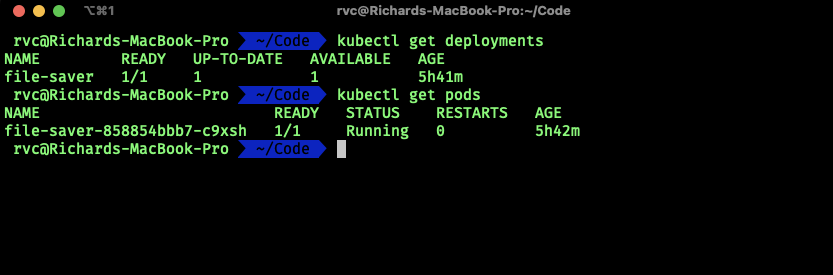 ⌥⌘1 rvc@Richards-MacBook-Pro:~/Code
rvc@Richards-MacBook-Pro ~/Code kubectl get deployments
NAME READY UP-TO-DATE AVAILABLE AGE
file-saver 1/1 1 1 5h41m
rvc@Richards-MacBook-Pro ~/Code kubectl get pods
NAME READY STATUS RESTARTS AGE
file-saver-858854bbb7-c9xsh 1/1 Running 0 5h42m
rvc@Richards-MacBook-Pro ~/Code